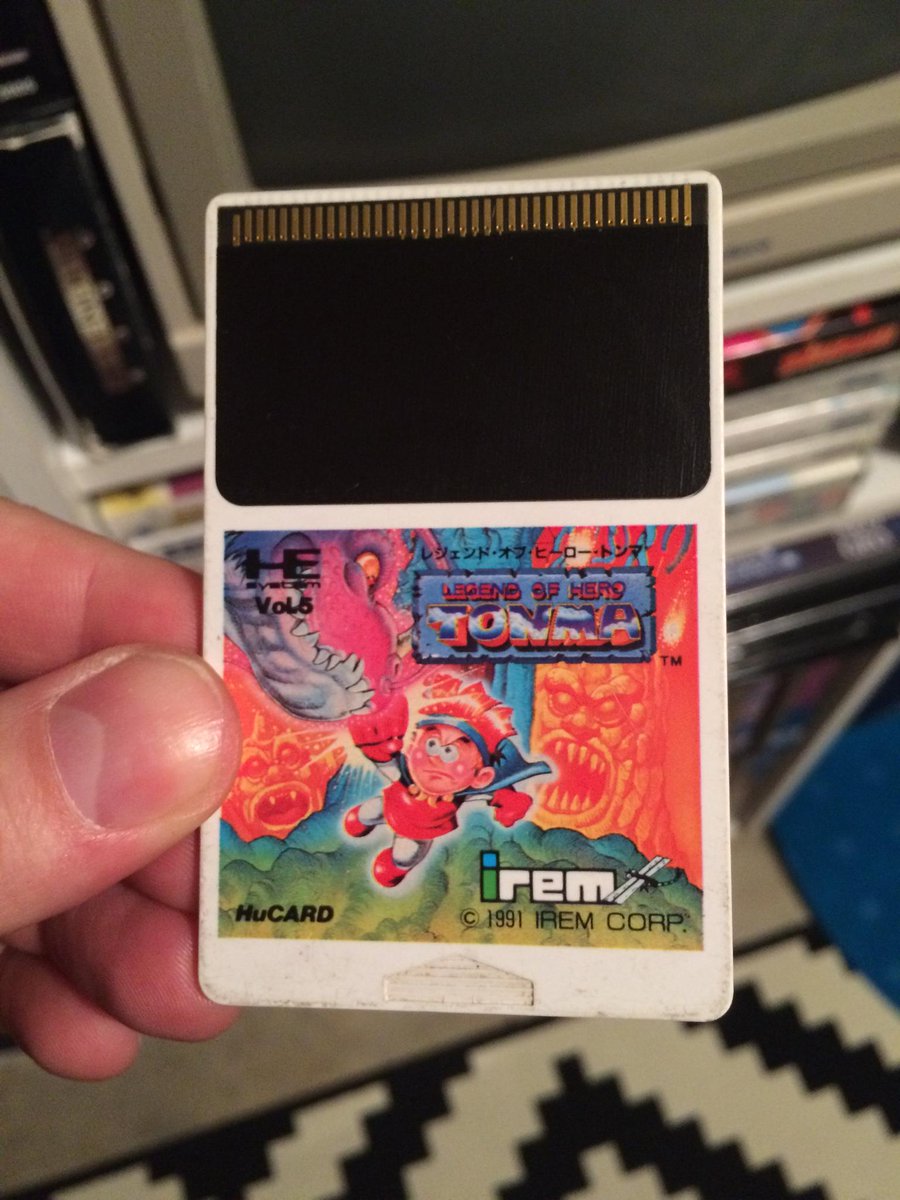 HE
system
Vol.5
レジェンド・オブ・ヒーロー・トンマ
LEGEND OF HERO
TONMA
TM
irem
HuCARD
© 1991 IREM CORP.